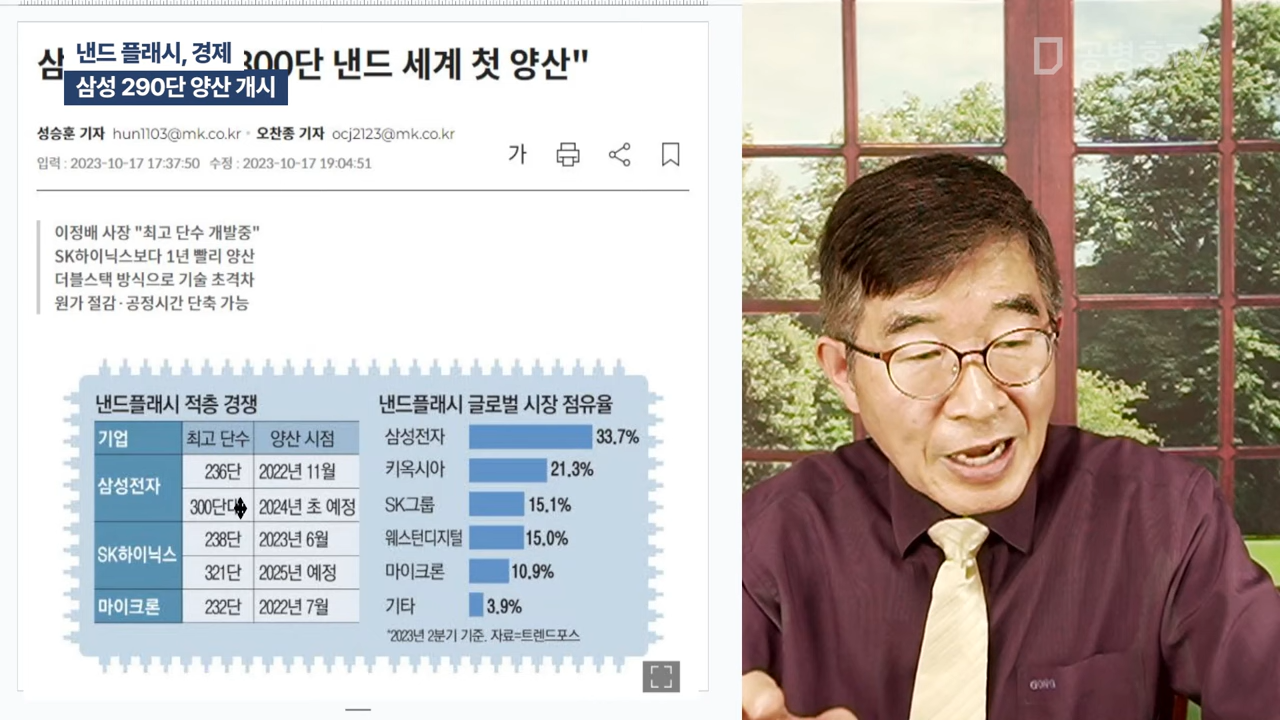 낸드 플래시, 경제
삼성 290단 양산 개시
삼 300단 낸드 세계 첫 양산"
성승훈 기자 hun1103@mk.co.kr · 오찬종 기자 ocj2123@mk.co.kr
입력 : 2023-10-17 17:37:50 수정 : 2023-10-17 19:04:51
가
이정배 사장 "최고 단수 개발중"
SK하이닉스보다 1년 빨리 양산
더블스택 방식으로 기술 초격차
원가 절감·공정시간 단축 가능
낸드플래시 적층 경쟁
기업 최고 단수 양산 시점
삼성전자 236단 2022년 11월
300단대 2024년 초 예정
SK하이닉스 238단 2023년 6월
321단 2025년 예정
마이크론 232단 2022년 7월
낸드플래시 글로벌 시장 점유율
삼성전자 33.7%
키옥시아 21.3%
SK그룹 15.1%
웨스턴디지털 15.0%
마이크론 10.9%
기타 3.9%
*2023년 2분기 기준. 자료=트렌드포스
공병호